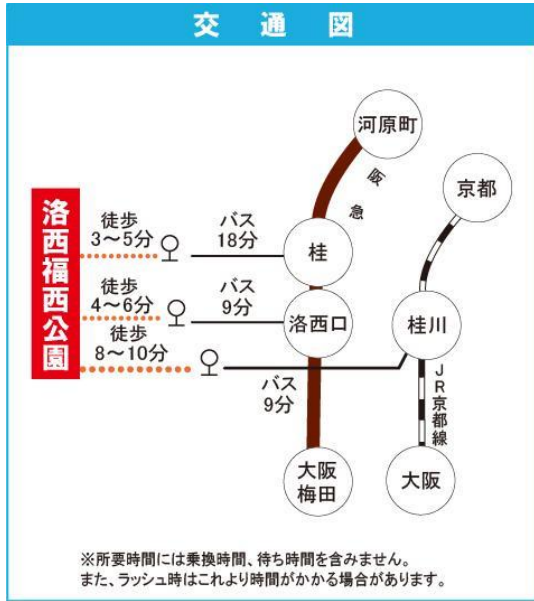 交通図
河原町
阪急
京都
洛西福西公園
徒歩
3～5分
バス
18分
桂
徒歩
4～6分
バス
9分
洛西口
桂川
徒歩
8～10分
バス
9分
JR京都線
大阪
梅田
大阪
※所要時間には乗換時間、待ち時間を含みません。
また、ラッシュ時はこれより時間がかかる場合があります。